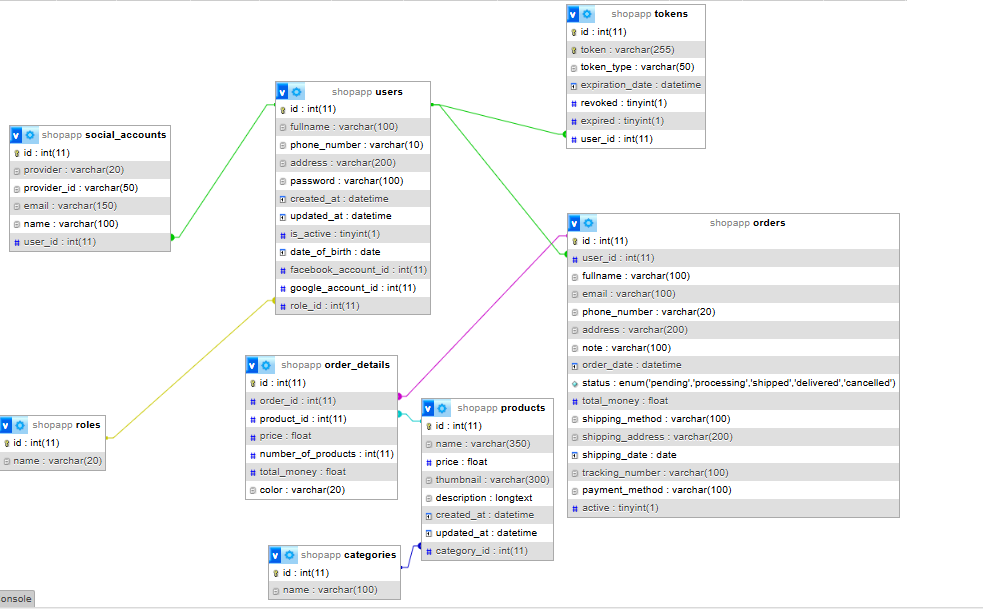 shopapp tokens
id : int(11)
token : varchar(255)
token_type : varchar(50)
expiration_date : datetime
revoked : tinyint(1)
expired : tinyint(1)
user_id : int(11)
shopapp users
id : int(11)
fullname : varchar(100)
phone_number : varchar(10)
address : varchar(200)
password : varchar(100)
created_at : datetime
updated_at : datetime
is_active : tinyint(1)
date_of_birth : date
facebook_account_id : int(11)
google_account_id : int(11)
role_id : int(11)
shopapp social_accounts
id : int(11)
provider : varchar(20)
provider_id : varchar(50)
email : varchar(150)
name : varchar(100)
user_id : int(11)
shopapp orders
id : int(11)
user_id : int(11)
fullname : varchar(100)
email : varchar(100)
phone_number : varchar(20)
address : varchar(200)
note : varchar(100)
order_date : datetime
status : enum('pending','processing','shipped','delivered','cancelled')
total_money : float
shipping_method : varchar(100)
shipping_address : varchar(200)
shipping_date : date
tracking_number : varchar(100)
payment_method : varchar(100)
active : tinyint(1)
shopapp order_details
id : int(11)
order_id : int(11)
product_id : int(11)
price : float
number_of_products : int(11)
total_money : float
color : varchar(20)
shopapp products
id : int(11)
name : varchar(350)
price : float
thumbnail : varchar(300)
description : longtext
created_at : datetime
updated_at : datetime
category_id : int(11)
shopapp roles
id : int(11)
name : varchar(20)
shopapp categories
id : int(11)
name : varchar(100)
onsole